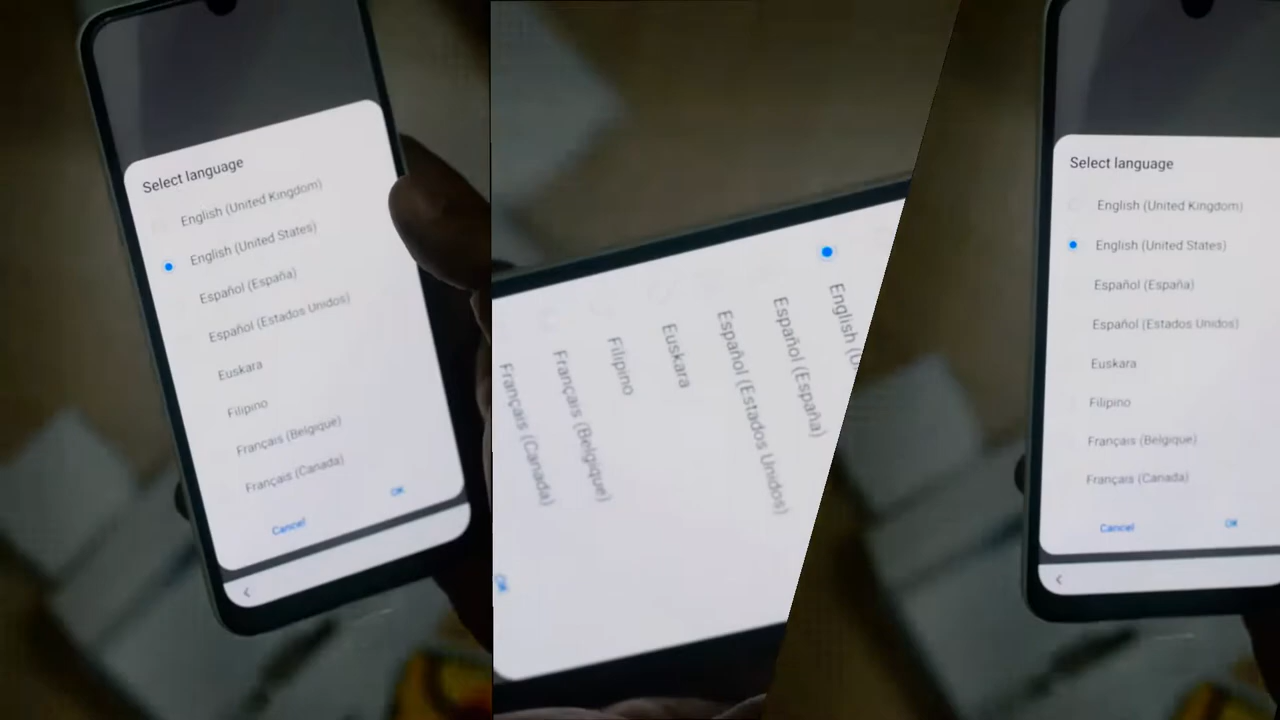 Select language
English (United Kingdom)
English (United States)
Español (España)
Español (Estados Unidos)
Euskara
Filipino
Français (Belgique)
Français (Canada)
Cancel
OK
English (U
Español (España)
Español (Estados Unidos)
Euskara
Filipino
Français (Belgique)
Français (Canada)
OK
Select language
English (United Kingdom)
English (United States)
Español (España)
Español (Estados Unidos)
Euskara
Filipino
Français (Belgique)
Français (Canada)
Cancel
OK